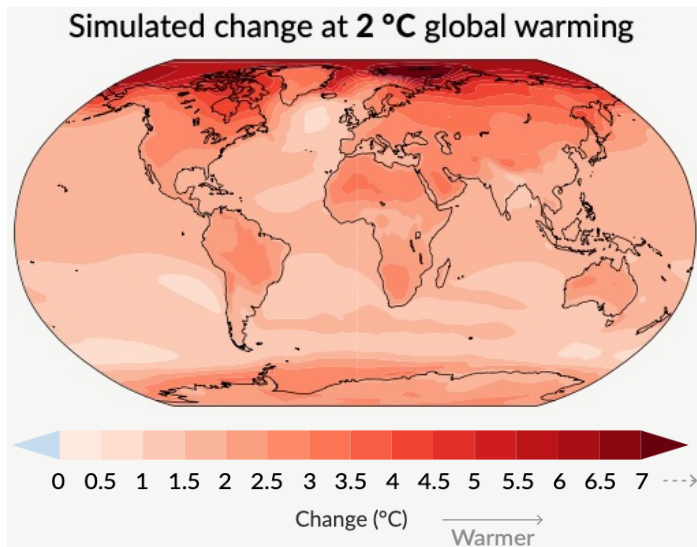 Simulated change at 2 °C global warming
0 0.5 1 1.5 2 2.5 3 3.5 4 4.5 5 5.5 6 6.5 7
Change (°C)
Warmer